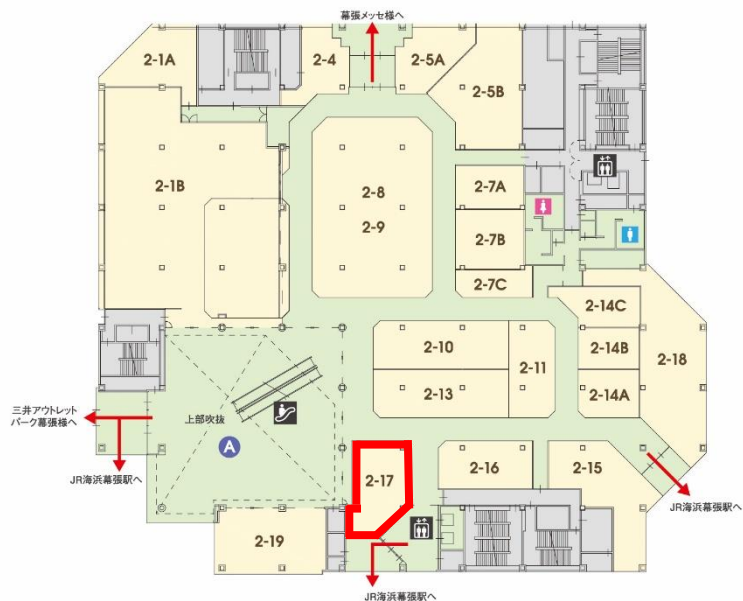 幕張メッセ様へ
2-1A
2-4
2-5A
2-5B
2-1B
2-8
2-9
2-7A
2-7B
2-7C
2-14C
2-10
2-11
2-14B
2-18
2-13
2-14A
三井アウトレット
パーク幕張様へ
上部吹抜
A
JR海浜幕張駅へ
2-17
2-16
2-15
JR海浜幕張駅へ
2-19
JR海浜幕張駅へ